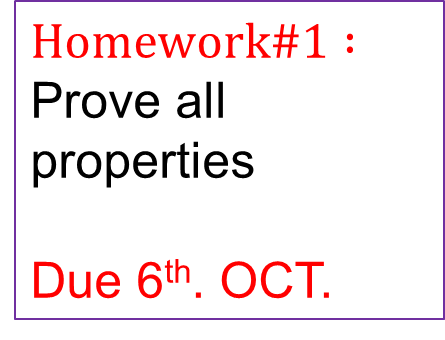 Homework#1 :
Prove all
properties
Due 6th. OCT.